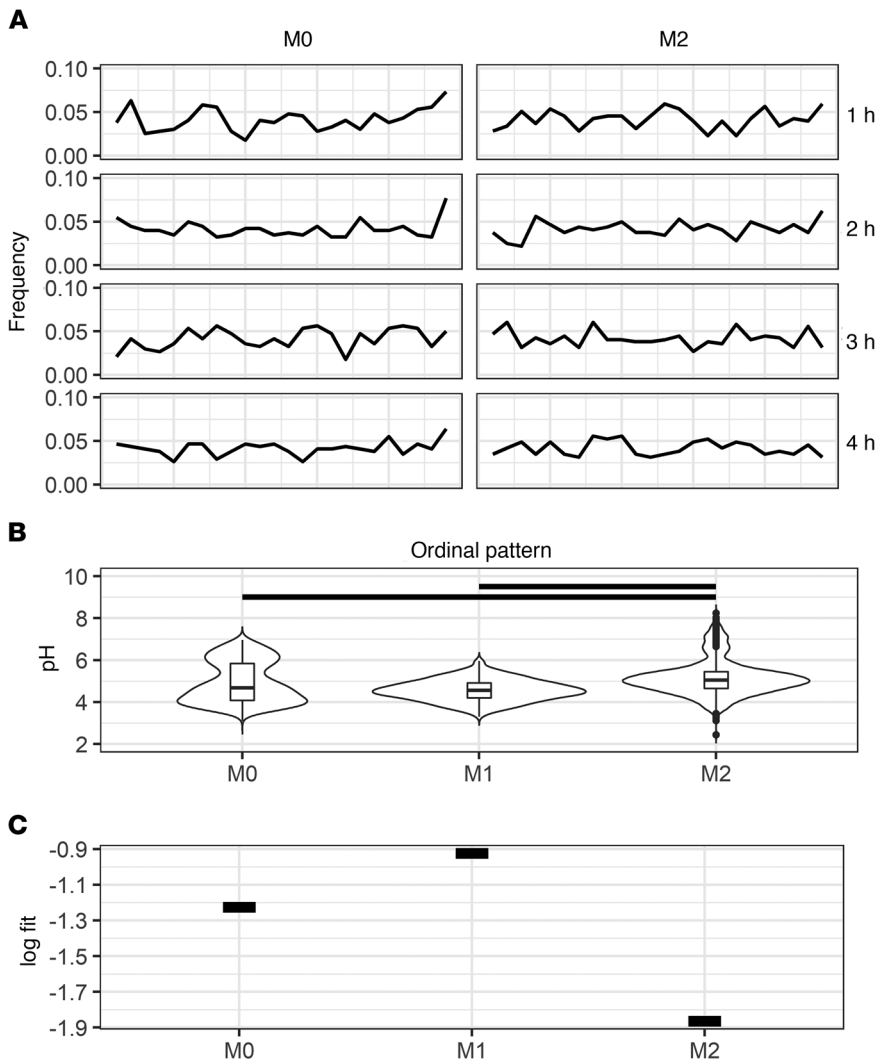 A
M0 M2
0.10
0.05
0.00
1 h
0.10
0.05
0.00
2 h
0.10
0.05
0.00
3 h
0.10
0.05
0.00
4 h
Frequency
B
Ordinal pattern
10
8
6
4
2
pH
M0 M1 M2
C
-0.9
-1.1
-1.3
-1.5
-1.7
-1.9
log fit
M0 M1 M2